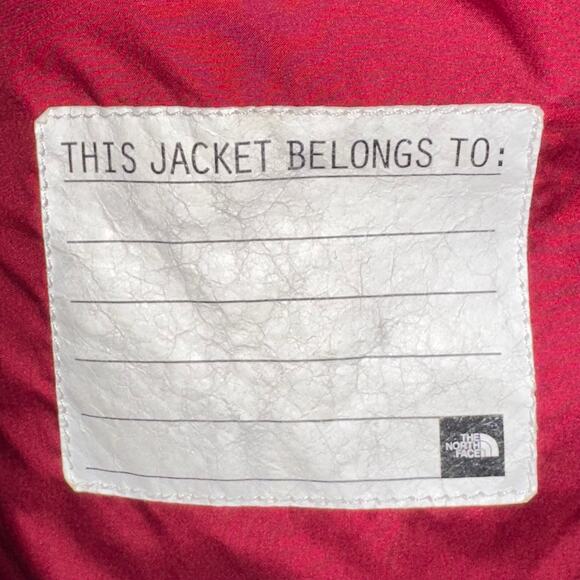 THIS JACKET BELONGS TO:
THE
NORTH
FACE